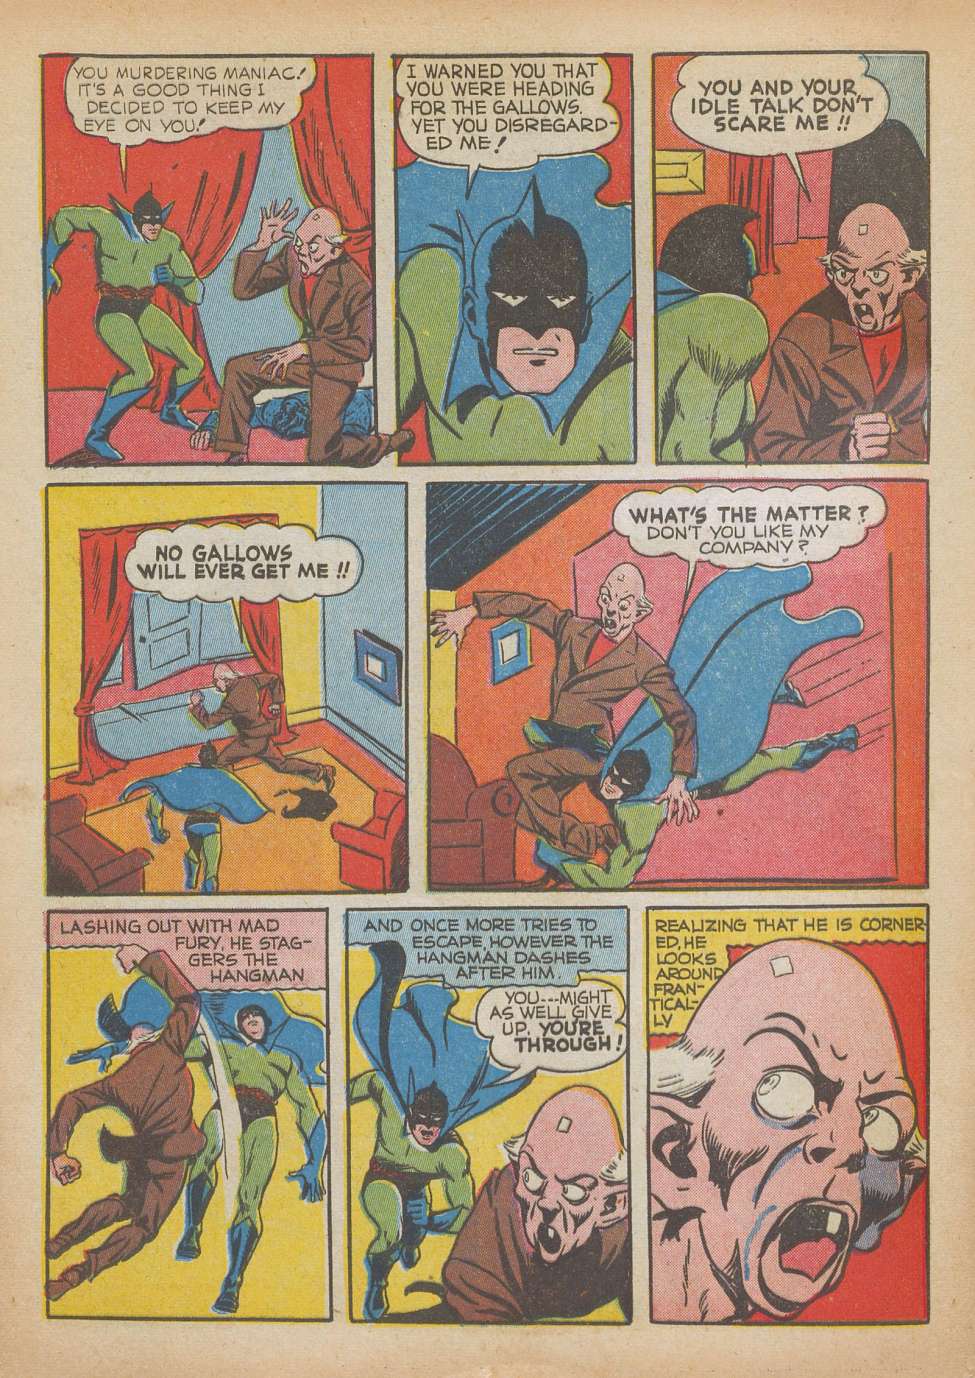 YOU MURDERING MANIAC!
IT'S A GOOD THING I
DECIDED TO KEEP MY
EYE ON YOU!
I WARNED YOU THAT
YOU WERE HEADING
FOR THE GALLOWS.
YET YOU DISREGARD-
ED ME!
YOU AND YOUR
IDLE TALK DON'T
SCARE ME!!
NO GALLOWS
WILL EVER GET ME!!
WHAT'S THE MATTER?
DON'T YOU LIKE MY
COMPANY?
LASHING OUT WITH MAD
FURY, HE STAG-
GERS THE
HANGMAN
AND ONCE MORE TRIES TO
ESCAPE, HOWEVER THE
HANGMAN DASHES
AFTER HIM.
YOU---MIGHT
AS WELL GIVE
UP, YOU'RE
THROUGH!
REALIZING THAT HE IS CORNER-
ED, HE
LOOKS
AROUND
FRAN-
TICAL-
LY